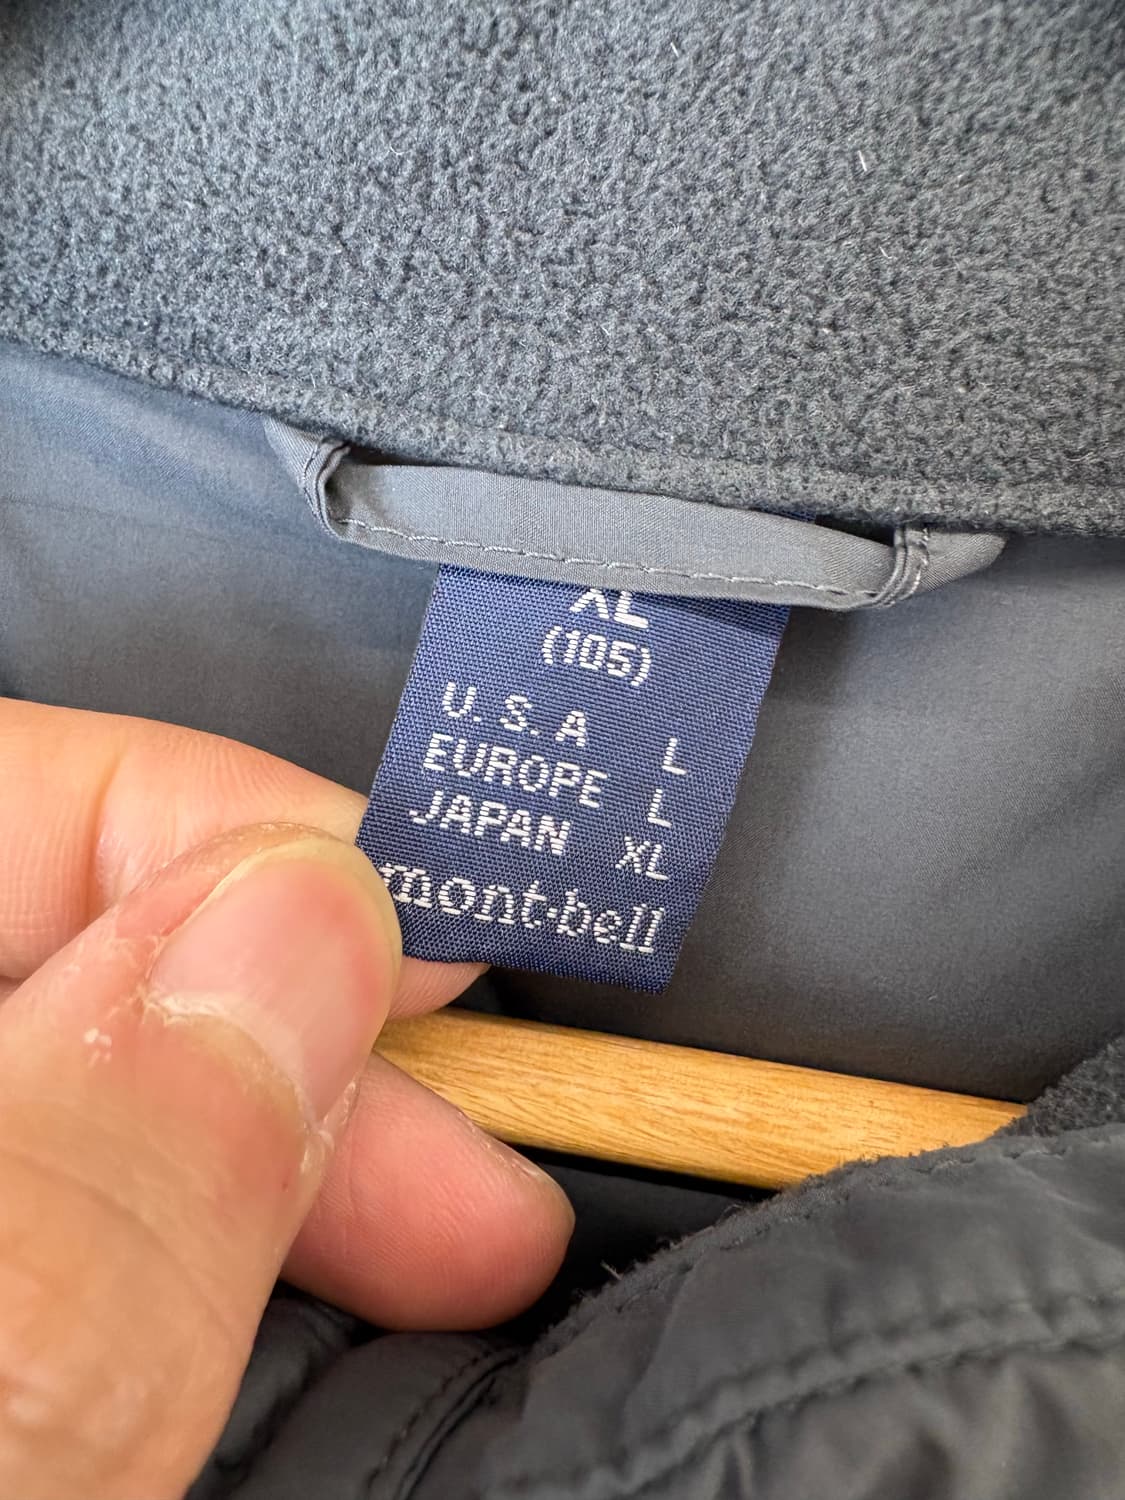 XL
(105)
U.S.A L
EUROPE L
JAPAN XL
mont-bell